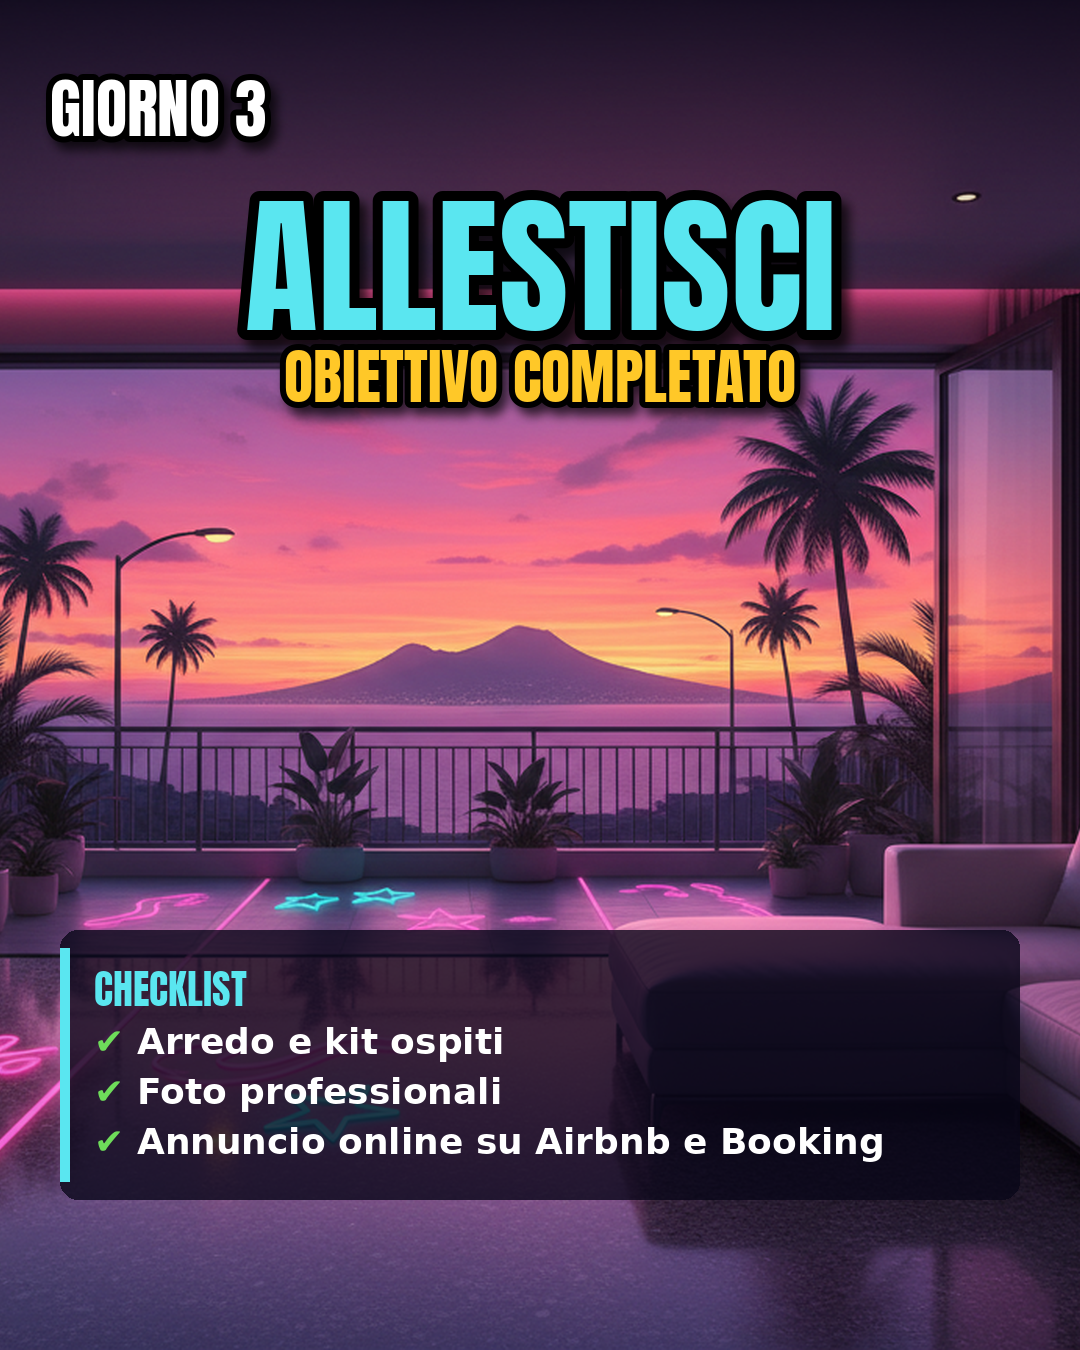 GIORNO 3
ALLESTISCI
OBIETTIVO COMPLETATO
CHECKLIST
✔ Arredo e kit ospiti
✔ Foto professionali
✔ Annuncio online su Airbnb e Booking